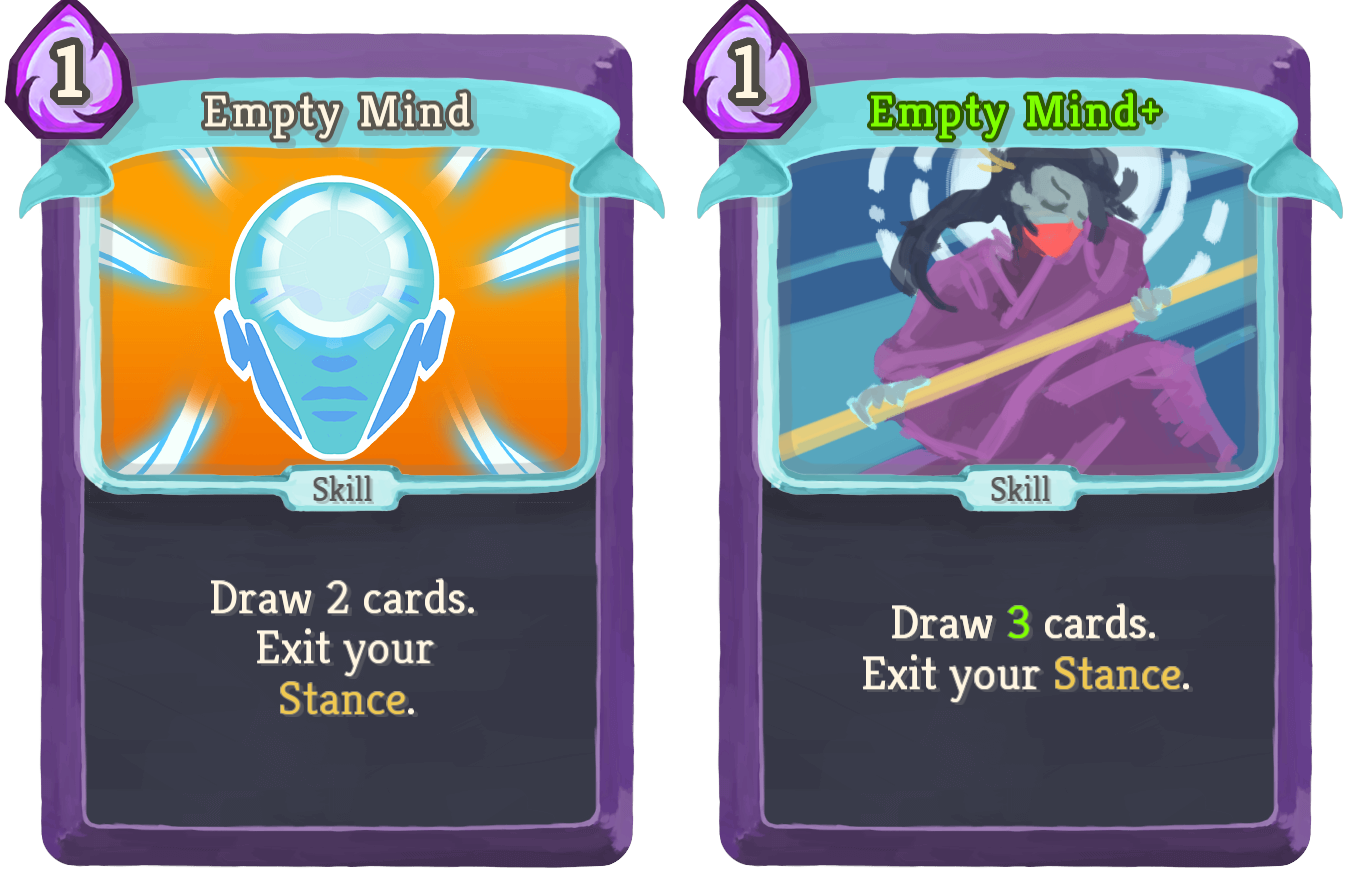 1
Empty Mind
Skill
Draw 2 cards.
Exit your
Stance.
1
Empty Mind+
Skill
Draw 3 cards.
Exit your Stance.